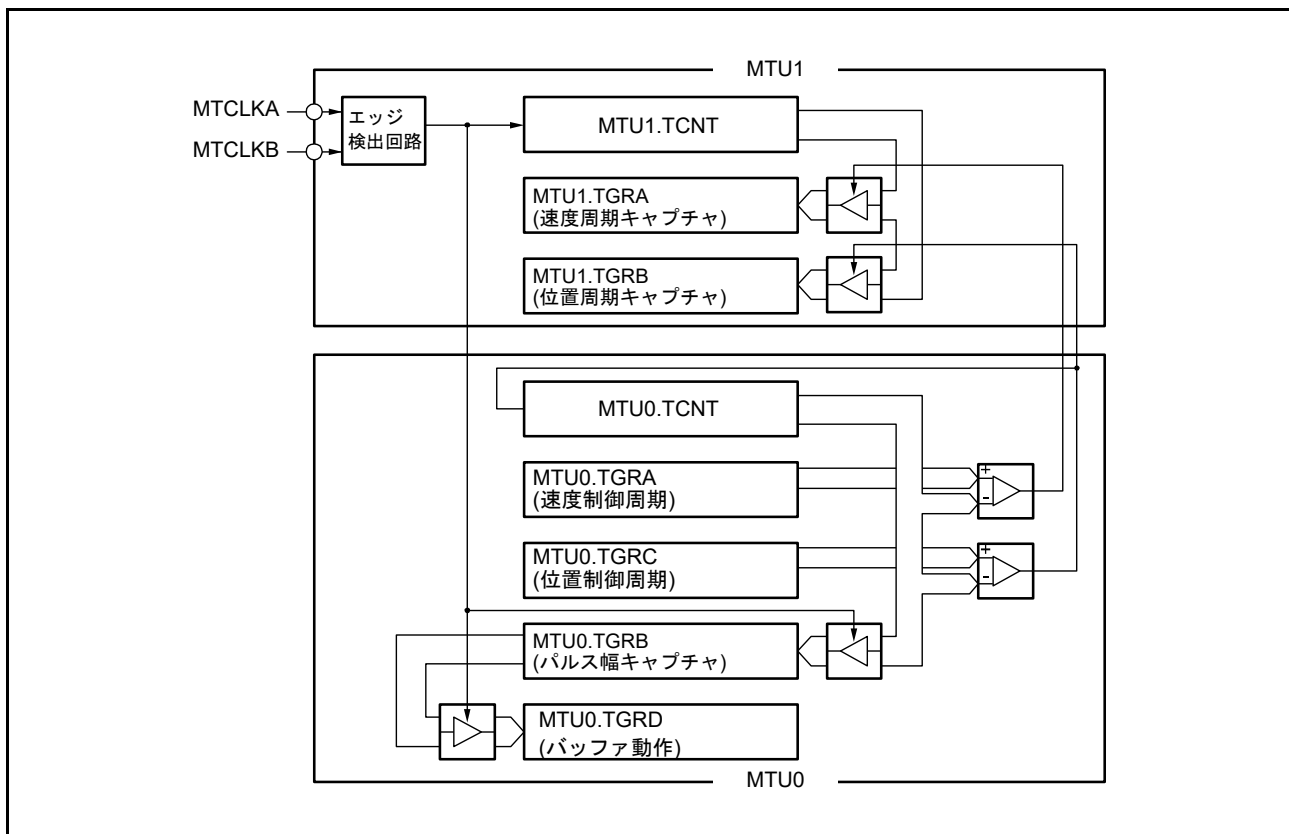 MTU1
MTCLKA
MTCLKB
エッジ
検出回路
MTU1.TCNT
MTU1.TGRA
(速度周期キャプチャ)
MTU1.TGRB
(位置周期キャプチャ)
MTU0.TCNT
MTU0.TGRA
(速度制御周期)
+
-
MTU0.TGRC
(位置制御周期)
+
-
MTU0.TGRB
(パルス幅キャプチャ)
MTU0.TGRD
(バッファ動作)
MTU0